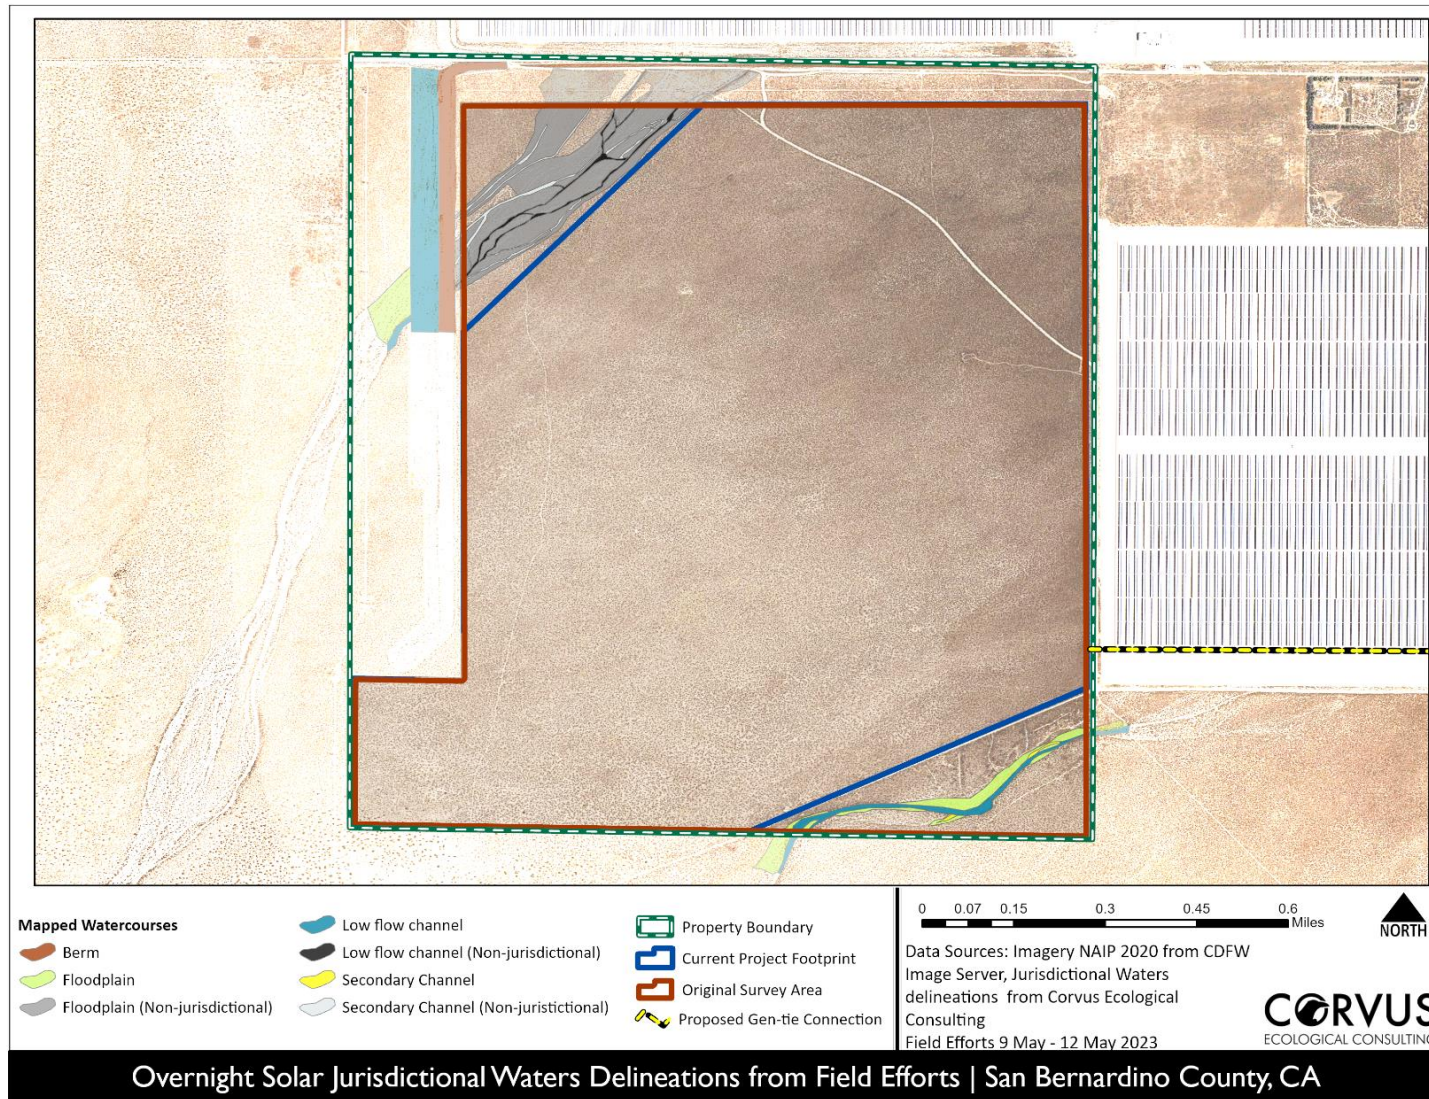 Mapped Watercourses
Berm
Floodplain
Floodplain (Non-jurisdictional)
Low flow channel
Low flow channel (Non-jurisdictional)
Secondary Channel
Secondary Channel (Non-juristictional)
Property Boundary
Current Project Footprint
Original Survey Area
Proposed Gen-tie Connection
0 0.07 0.15 0.3 0.45 0.6
Miles
NORTH
Data Sources: Imagery NAIP 2020 from CDFW
Image Server, Jurisdictional Waters
delineations from Corvus Ecological
Consulting
Field Efforts 9 May - 12 May 2023
CORVUS
ECOLOGICAL CONSULTING
Overnight Solar Jurisdictional Waters Delineations from Field Efforts | San Bernardino County, CA